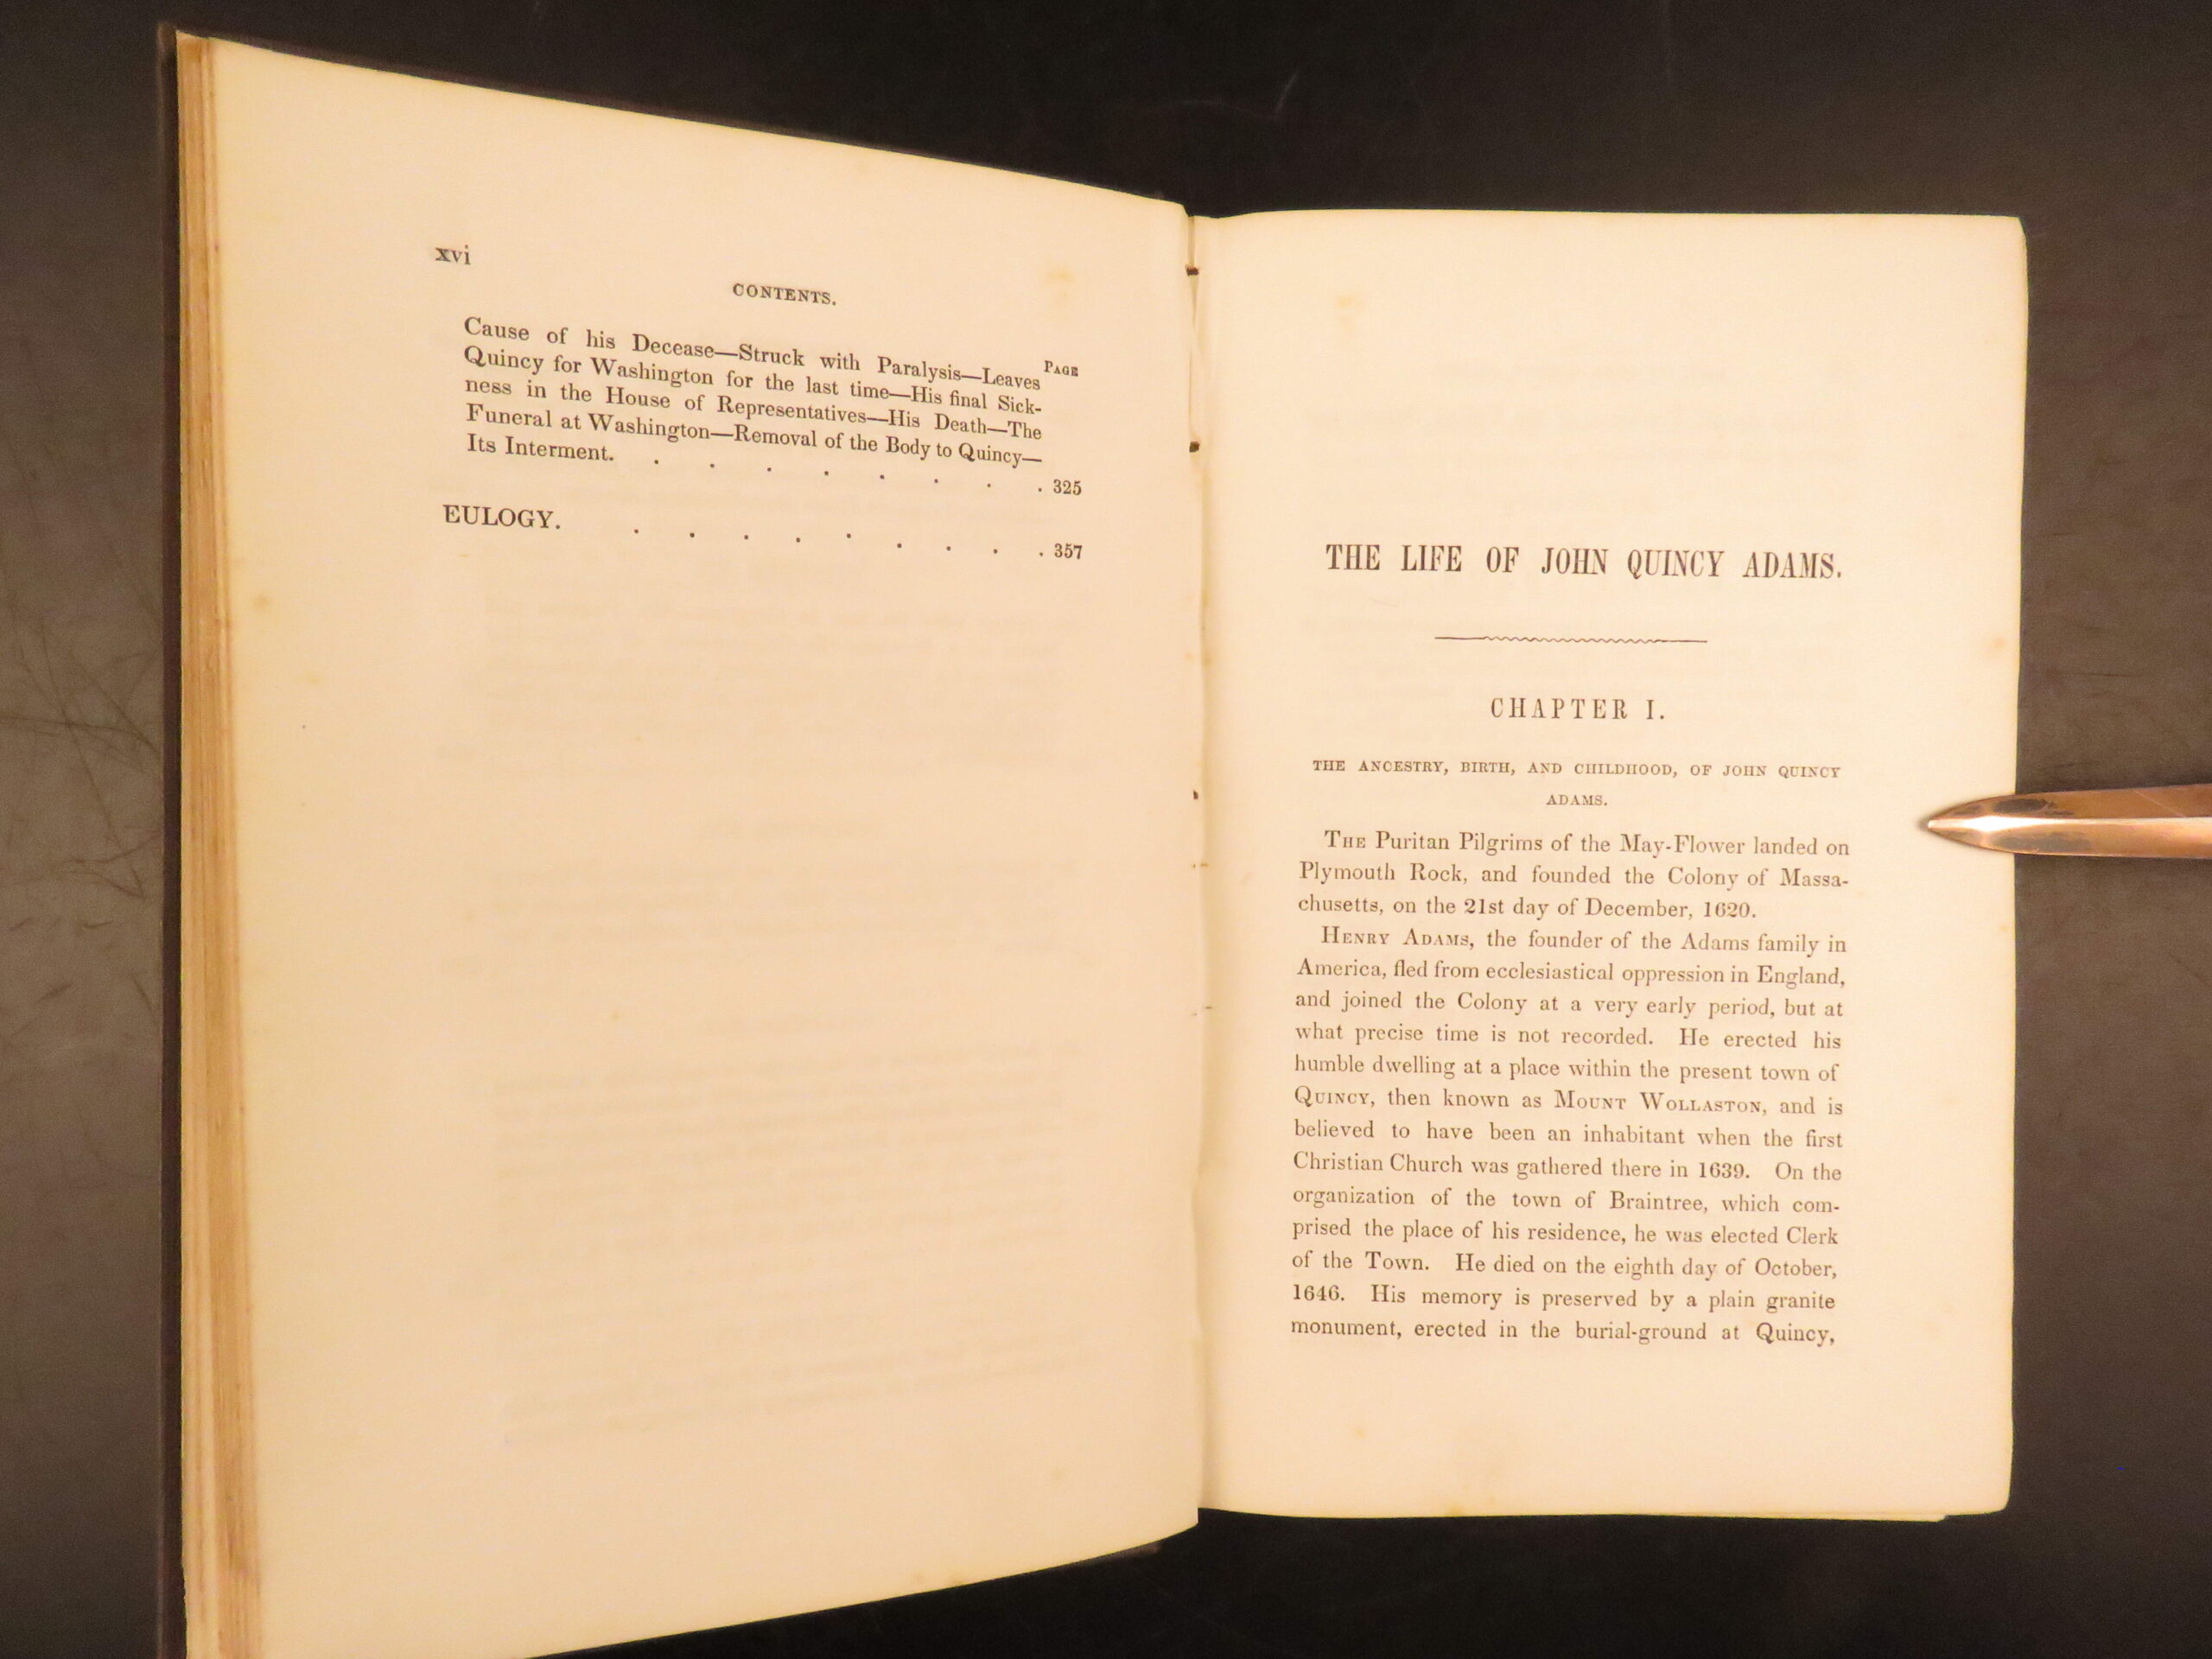 xvi
CONTENTS.
PAGE
Cause of his Decease—Struck with Paralysis—Leaves
Quincy for Washington for the last time—His final Sick-
ness in the House of Representatives—His Death—The
Funeral at Washington—Removal of the Body to Quincy—
Its Interment. . . . . . . . . 325
EULOGY. . . . . . . . . . 357
THE LIFE OF JOHN QUINCY ADAMS.
CHAPTER I.
THE ANCESTRY, BIRTH, AND CHILDHOOD, OF JOHN QUINCY
ADAMS.
THE Puritan Pilgrims of the May-Flower landed on
Plymouth Rock, and founded the Colony of Massa-
chusetts, on the 21st day of December, 1620.
HENRY ADAMS, the founder of the Adams family in
America, fled from ecclesiastical oppression in England,
and joined the Colony at a very early period, but at
what precise time is not recorded. He erected his
humble dwelling at a place within the present town of
QUINCY, then known as MOUNT WOLLASTON, and is
believed to have been an inhabitant when the first
Christian Church was gathered there in 1639. On the
organization of the town of Braintree, which com-
prised the place of his residence, he was elected Clerk
of the Town. He died on the eighth day of October,
1646. His memory is preserved by a plain granite
monument, erected in the burial-ground at Quincy,